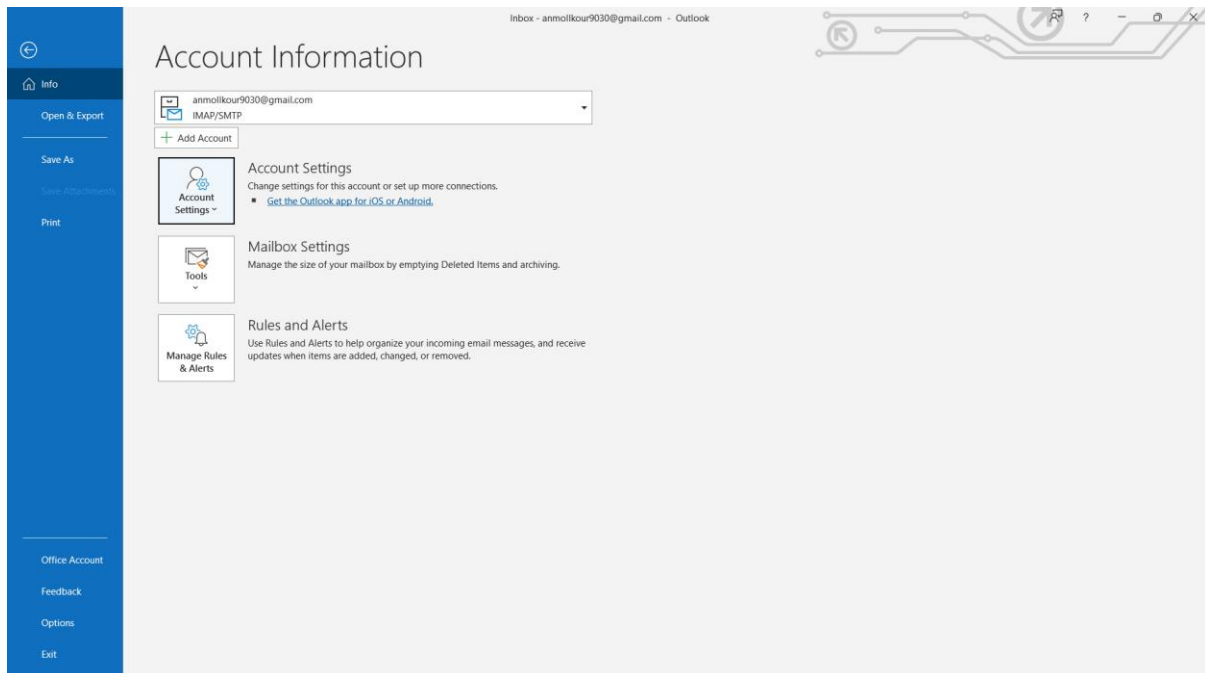 Inbox - anmollkour9030@gmail.com - Outlook
?
Account Information
Info
Open & Export
Save As
Save Attachments
Print
Office Account
Feedback
Options
Exit
anmollkour9030@gmail.com
IMAP/SMTP
Add Account
Account
Settings
Account Settings
Change settings for this account or set up more connections.
Get the Outlook app for iOS or Android.
Tools
Mailbox Settings
Manage the size of your mailbox by emptying Deleted Items and archiving.
Manage Rules
& Alerts
Rules and Alerts
Use Rules and Alerts to help organize your incoming email messages, and receive
updates when items are added, changed, or removed.